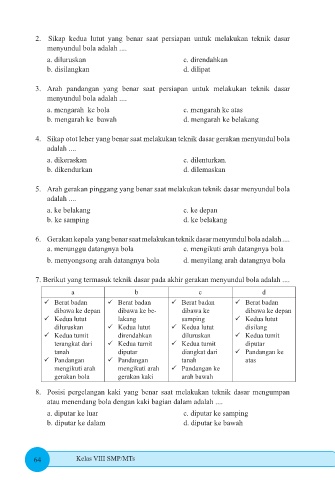 2. Sikap kedua lutut yang benar saat persiapan untuk melakukan teknik dasar
menyundul bola adalah ....
a. diluruskan c. direndahkan
b. disilangkan d. dilipat
3. Arah pandangan yang benar saat persiapan untuk melakukan teknik dasar
menyundul bola adalah ....
a. mengarah ke bola c. mengarah ke atas
b. mengarah ke bawah d. mengarah ke belakang
4. Sikap otot leher yang benar saat melakukan teknik dasar gerakan menyundul bola
adalah ....
a. dikeraskan c. dilenturkan
b. dikendurkan d. dilemaskan
5. Arah gerakan pinggang yang benar saat melakukan teknik dasar menyundul bola
adalah ....
a. ke belakang c. ke depan
b. ke samping d. ke belakang
6. Gerakan kepala yang benar saat melakukan teknik dasar menyundul bola adalah ....
a. menunggu datangnya bola c. mengikuti arah datangnya bola
b. menyongsong arah datangnya bola d. menyilang arah datangnya bola
7. Berikut yang termasuk teknik dasar pada akhir gerakan menyundul bola adalah ....
a b c d
✓ Berat badan ✓ Berat badan ✓ Berat badan ✓ Berat badan
dibawa ke depan dibawa ke be- dibawa ke dibawa ke depan
✓ Kedua lutut lakang samping ✓ Kedua lutut
diluruskan ✓ Kedua lutut ✓ Kedua lutut disilang
✓ Kedua tumit direndahkan diluruskan ✓ Kedua tumit
terangkat dari ✓ Kedua tumit ✓ Kedua tumit diputar
tanah diputar diangkat dari ✓ Pandangan ke
✓ Pandangan ✓ Pandangan tanah atas
mengikuti arah mengikuti arah ✓ Pandangan ke
gerakan bola gerakan kaki arah bawah
8. Posisi pergelangan kaki yang benar saat melakukan teknik dasar mengumpan
atau menendang bola dengan kaki bagian dalam adalah ....
a. diputar ke luar c. diputar ke samping
b. diputar ke dalam d. diputar ke bawah
64 Kelas VIII SMP/MTs